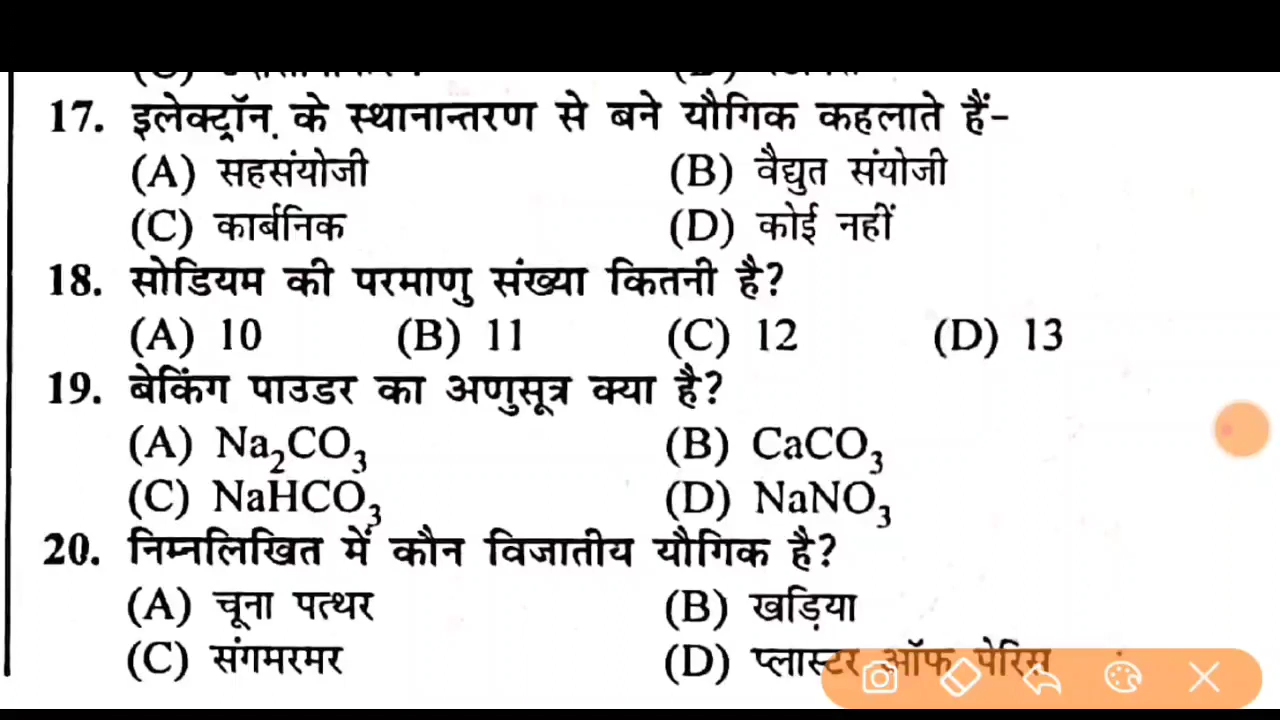 17. इलेक्ट्रॉन के स्थानान्तरण से बने यौगिक कहलाते हैं-
(A) सहसंयोजी (B) वैद्युत संयोजी
(C) कार्बनिक (D) कोई नहीं
18. सोडियम की परमाणु संख्या कितनी है?
(A) 10 (B) 11 (C) 12 (D) 13
19. बेकिंग पाउडर का अणुसूत्र क्या है?
(A) Na₂CO₃ (B) CaCO₃
(C) NaHCO₃ (D) NaNO₃
20. निम्नलिखित में कौन विजातीय यौगिक है?
(A) चूना पत्थर (B) खड़िया
(C) संगमरमर (D) प्लास्टर ऑफ पेरिस